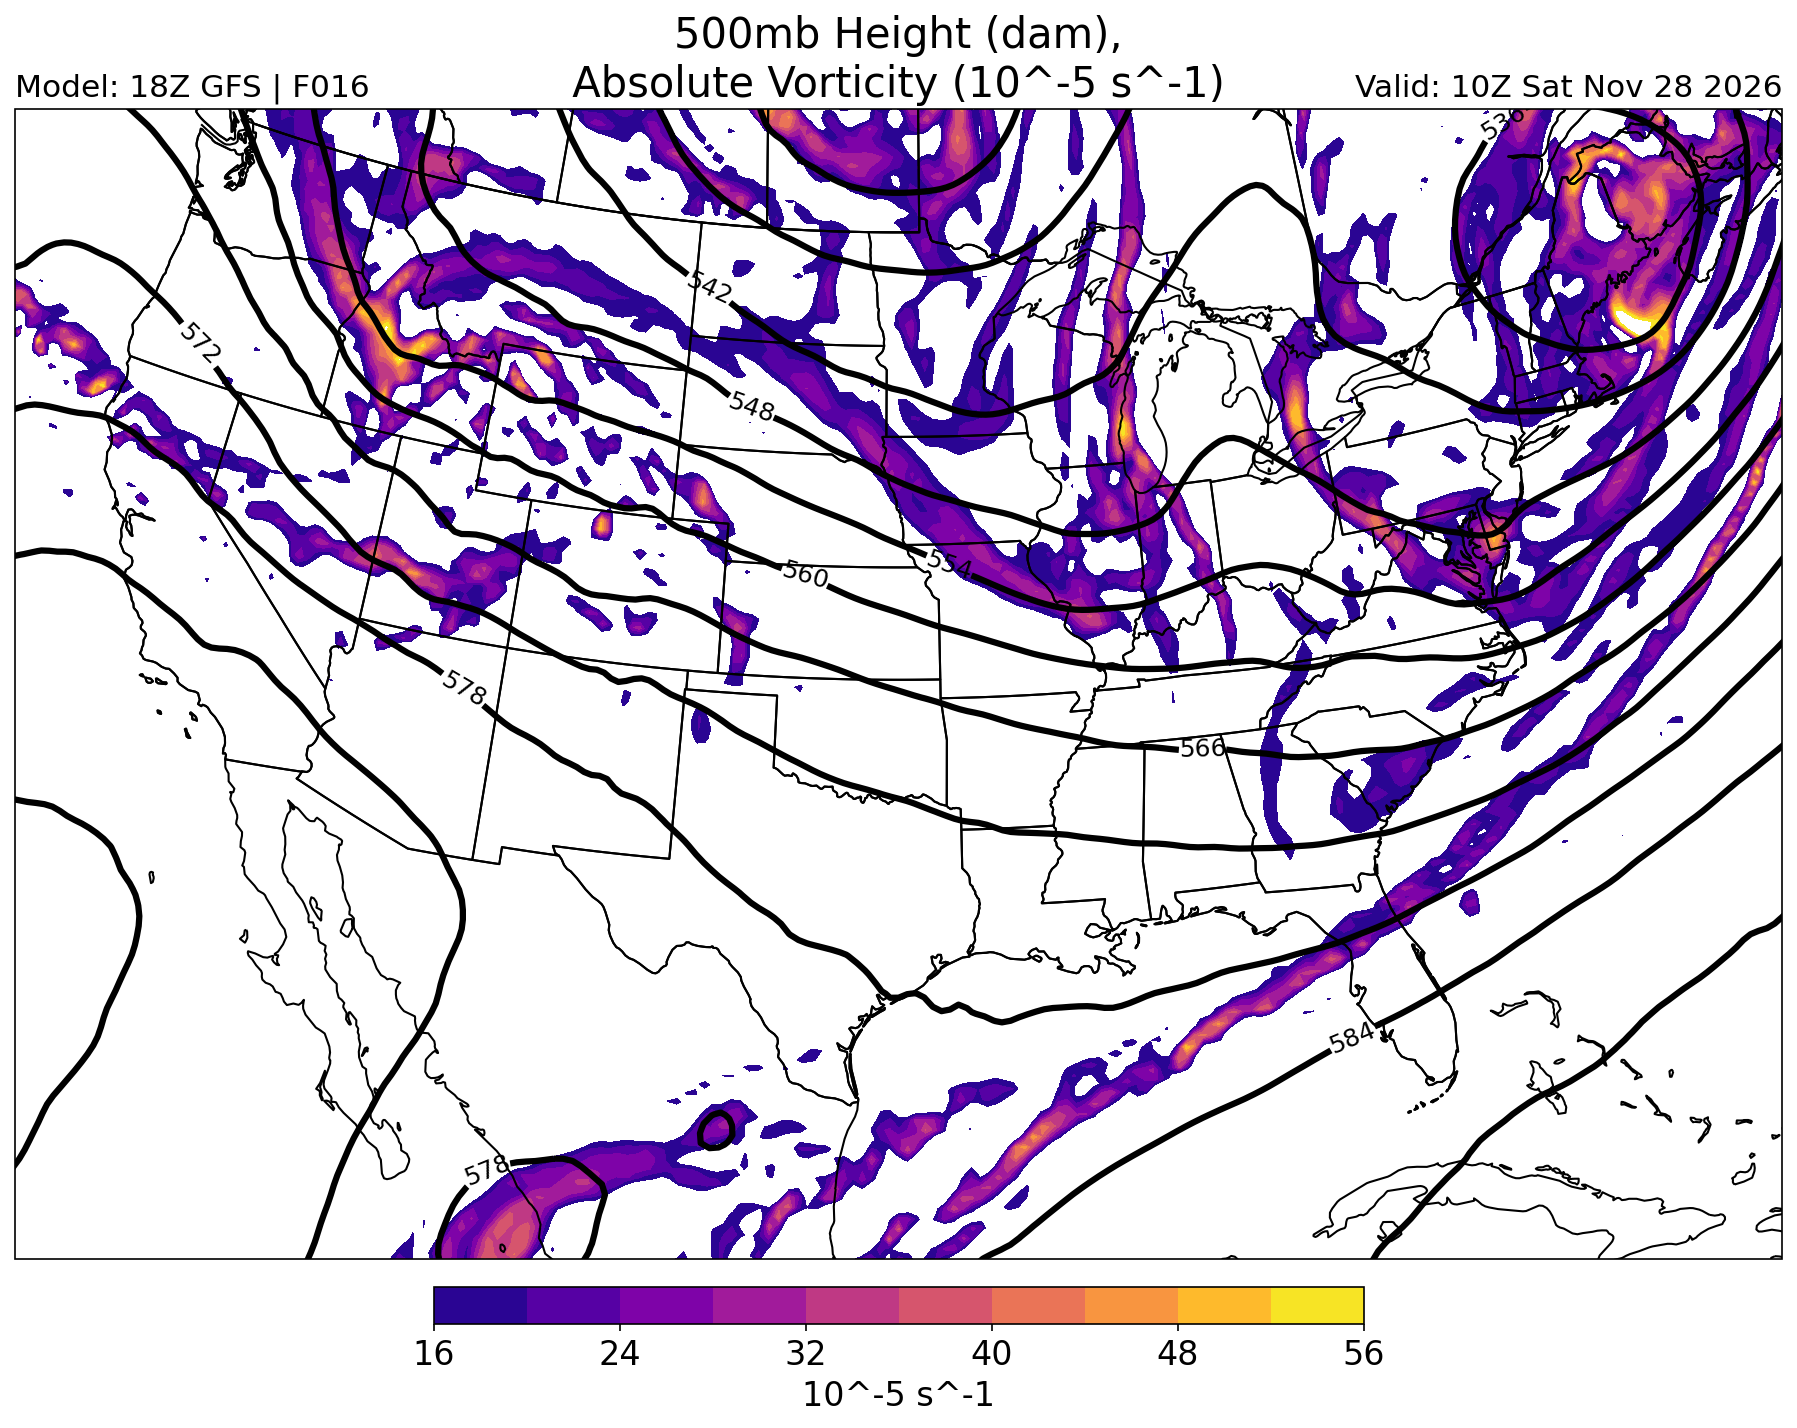 500mb Height (dam),
Absolute Vorticity (10^-5 s^-1)
Model: 18Z GFS | F016
Valid: 10Z Sat Nov 28 2026
536
542
572
548
554
560
578
566
584
578
16 24 32 40 48 56
10^-5 s^-1